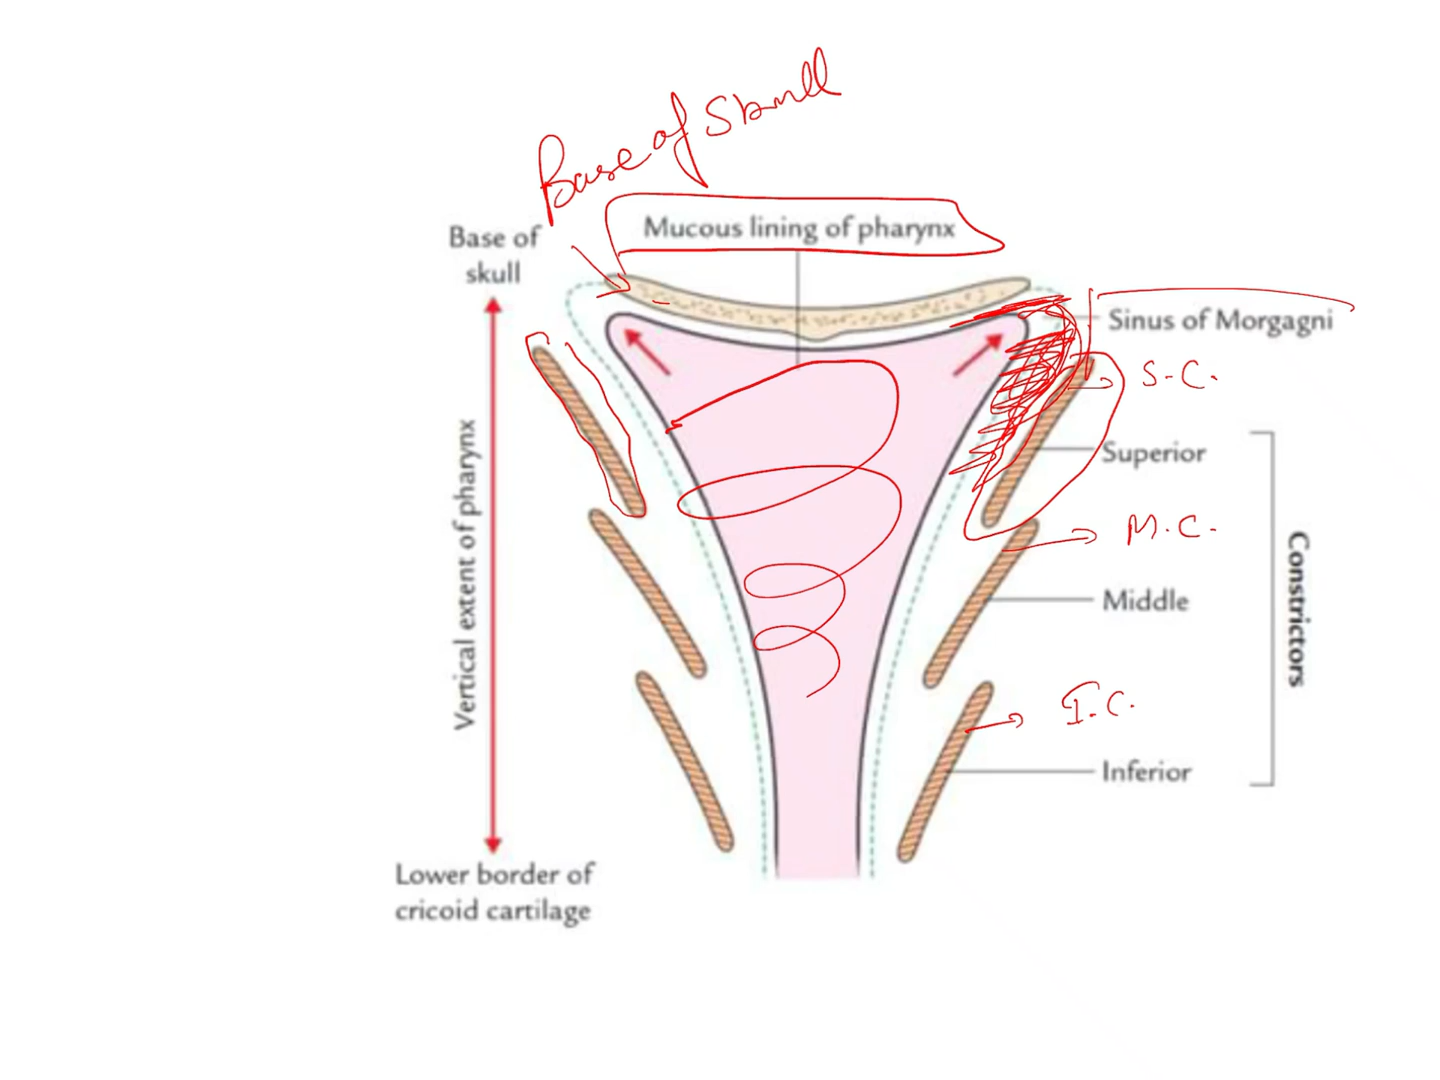 Base of Skull
Mucous lining of pharynx
Base of
skull
Sinus of Morgagni
S.C.
Superior
M.C.
Middle
I.C.
Inferior
Constrictors
Vertical extent of pharynx
Lower border of
cricoid cartilage